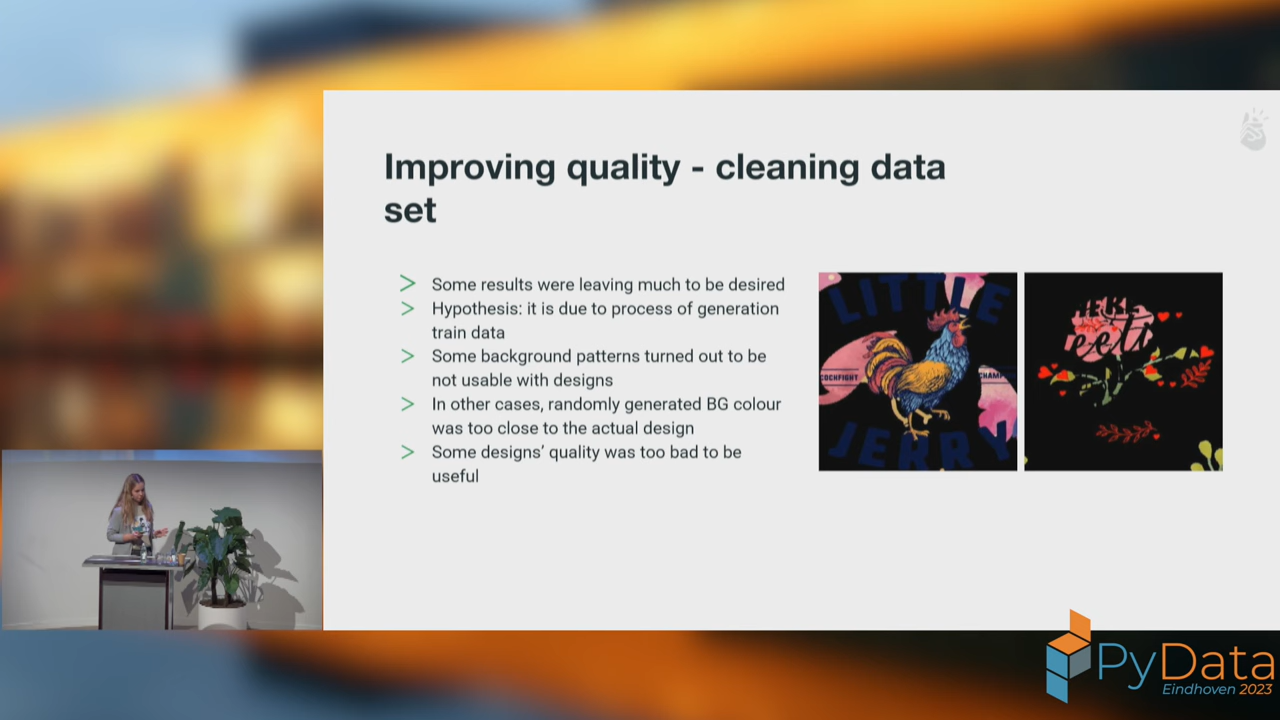 Improving quality - cleaning data
set
> Some results were leaving much to be desired
> Hypothesis: it is due to process of generation
train data
> Some background patterns turned out to be
not usable with designs
> In other cases, randomly generated BG colour
was too close to the actual design
> Some designs' quality was too bad to be
useful
LITTLE
COCKFIGHT
CHAMP
JERRY
eets
PyData
Eindhoven 2023